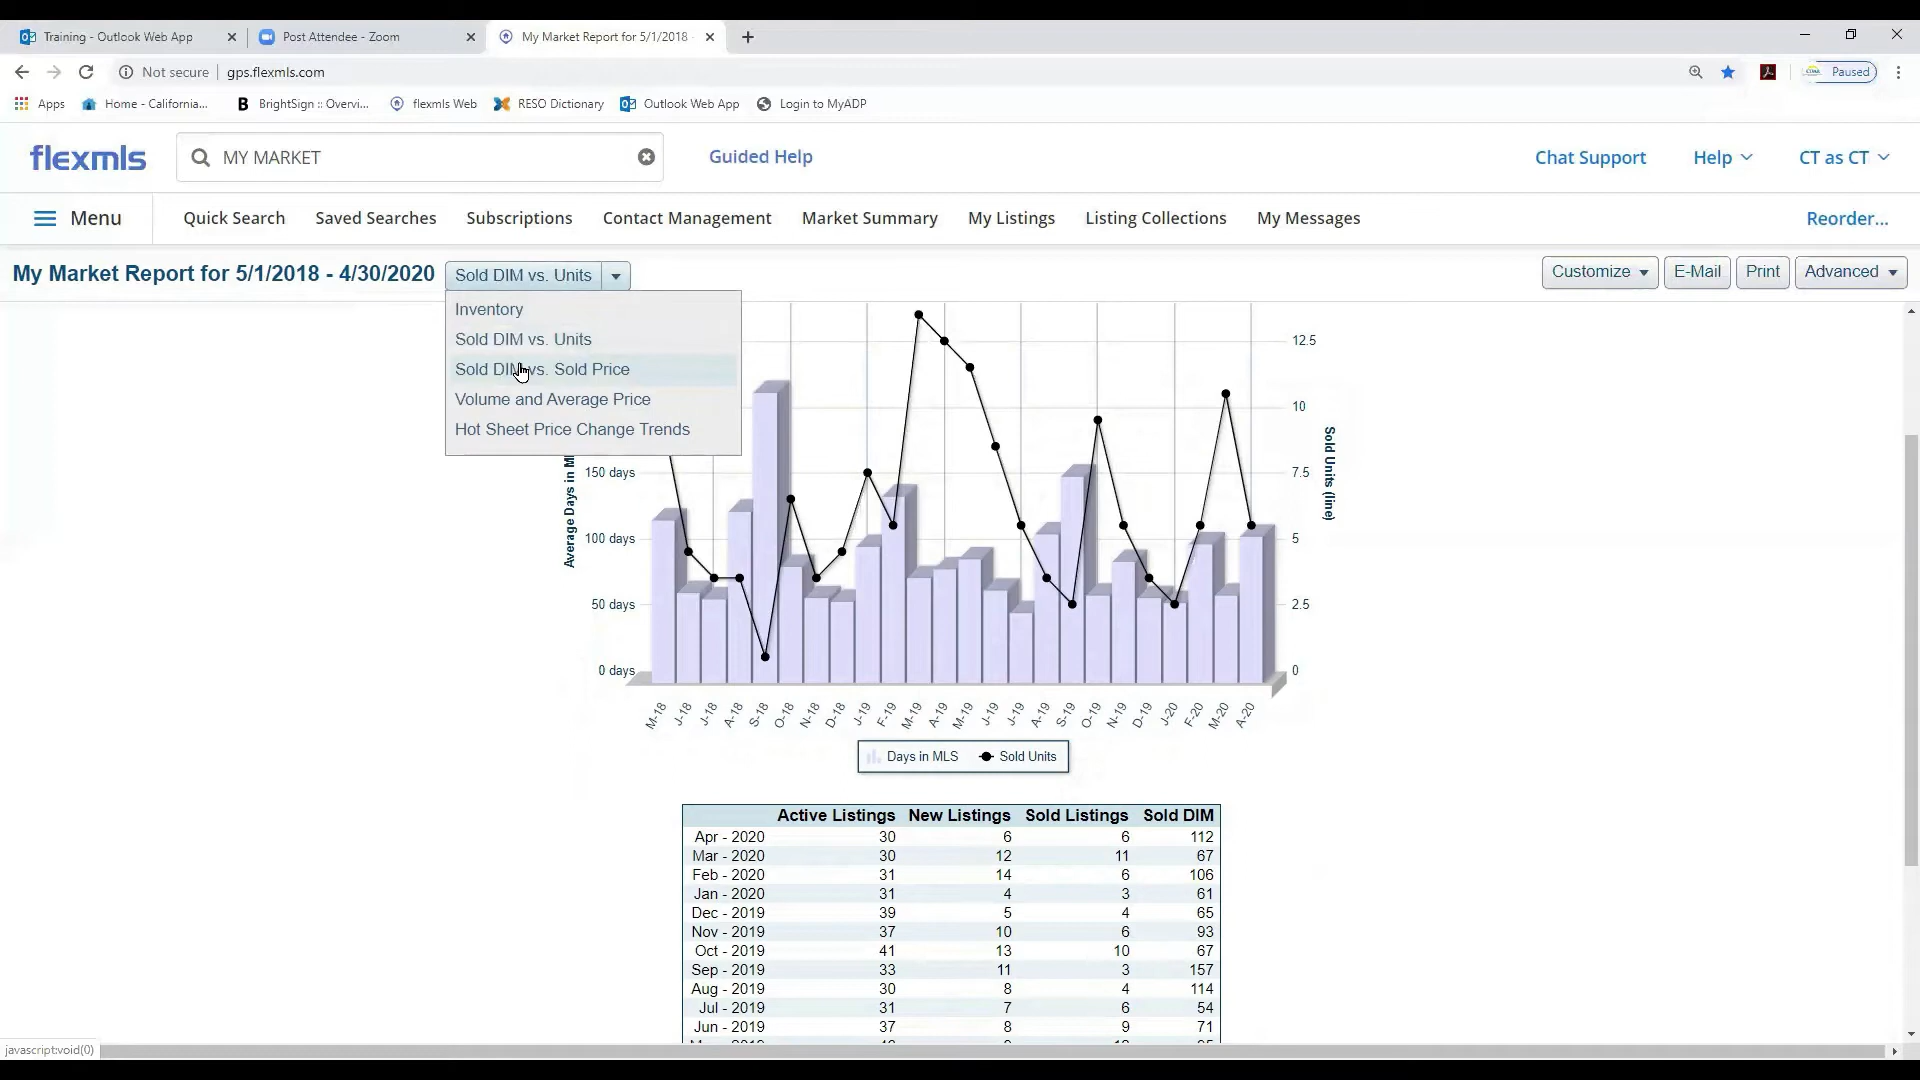 Training - Outlook Web App
Post Attendee - Zoom
My Market Report for 5/1/2018 -
Not secure
gps.flexmls.com
Paused
Apps
Home - California...
BrightSign :: Overvi...
flexmls Web
RESO Dictionary
Outlook Web App
Login to MyADP
flexmls
MY MARKET
Guided Help
Chat Support
Help
CT as CT
Menu
Quick Search
Saved Searches
Subscriptions
Contact Management
Market Summary
My Listings
Listing Collections
My Messages
Reorder...
My Market Report for 5/1/2018 - 4/30/2020
Sold DIM vs. Units
Customize
E-Mail
Print
Advanced
Inventory
Sold DIM vs. Units
Sold DIM vs. Sold Price
Volume and Average Price
Hot Sheet Price Change Trends
12.5
10
150 days
7.5
100 days
5
50 days
2.5
0 days
0
Average Days in
Sold Units (line)
M-18 J-18 J-18 A-18 S-18 O-18 N-18 D-18 J-19 F-19 M-19 A-19 M-19 J-19 J-19 A-19 S-19 O-19 N-19 D-19 J-20 F-20 M-20 A-20
Days in MLS Sold Units
Active Listings New Listings Sold Listings Sold DIM
Apr - 2020 30 6 6 112
Mar - 2020 30 12 11 67
Feb - 2020 31 14 6 106
Jan - 2020 31 4 3 61
Dec - 2019 39 5 4 65
Nov - 2019 37 10 6 93
Oct - 2019 41 13 10 67
Sep - 2019 33 11 3 157
Aug - 2019 30 8 4 114
Jul - 2019 31 7 6 54
Jun - 2019 37 8 9 71
javascript:void(0)